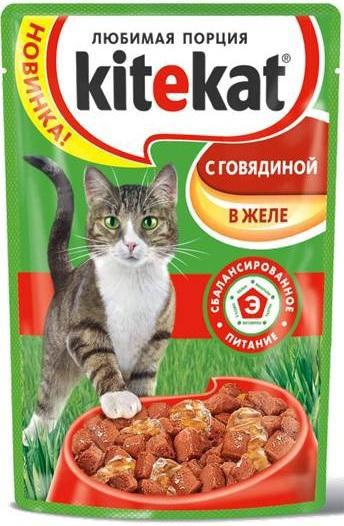 ЛЮБИМАЯ ПОРЦИЯ
НОВИНКА!
kitekat®
С ГОВЯДИНОЙ
В ЖЕЛЕ
СБАЛАНСИРОВАННОЕ
Э
ПИТАНИЕ